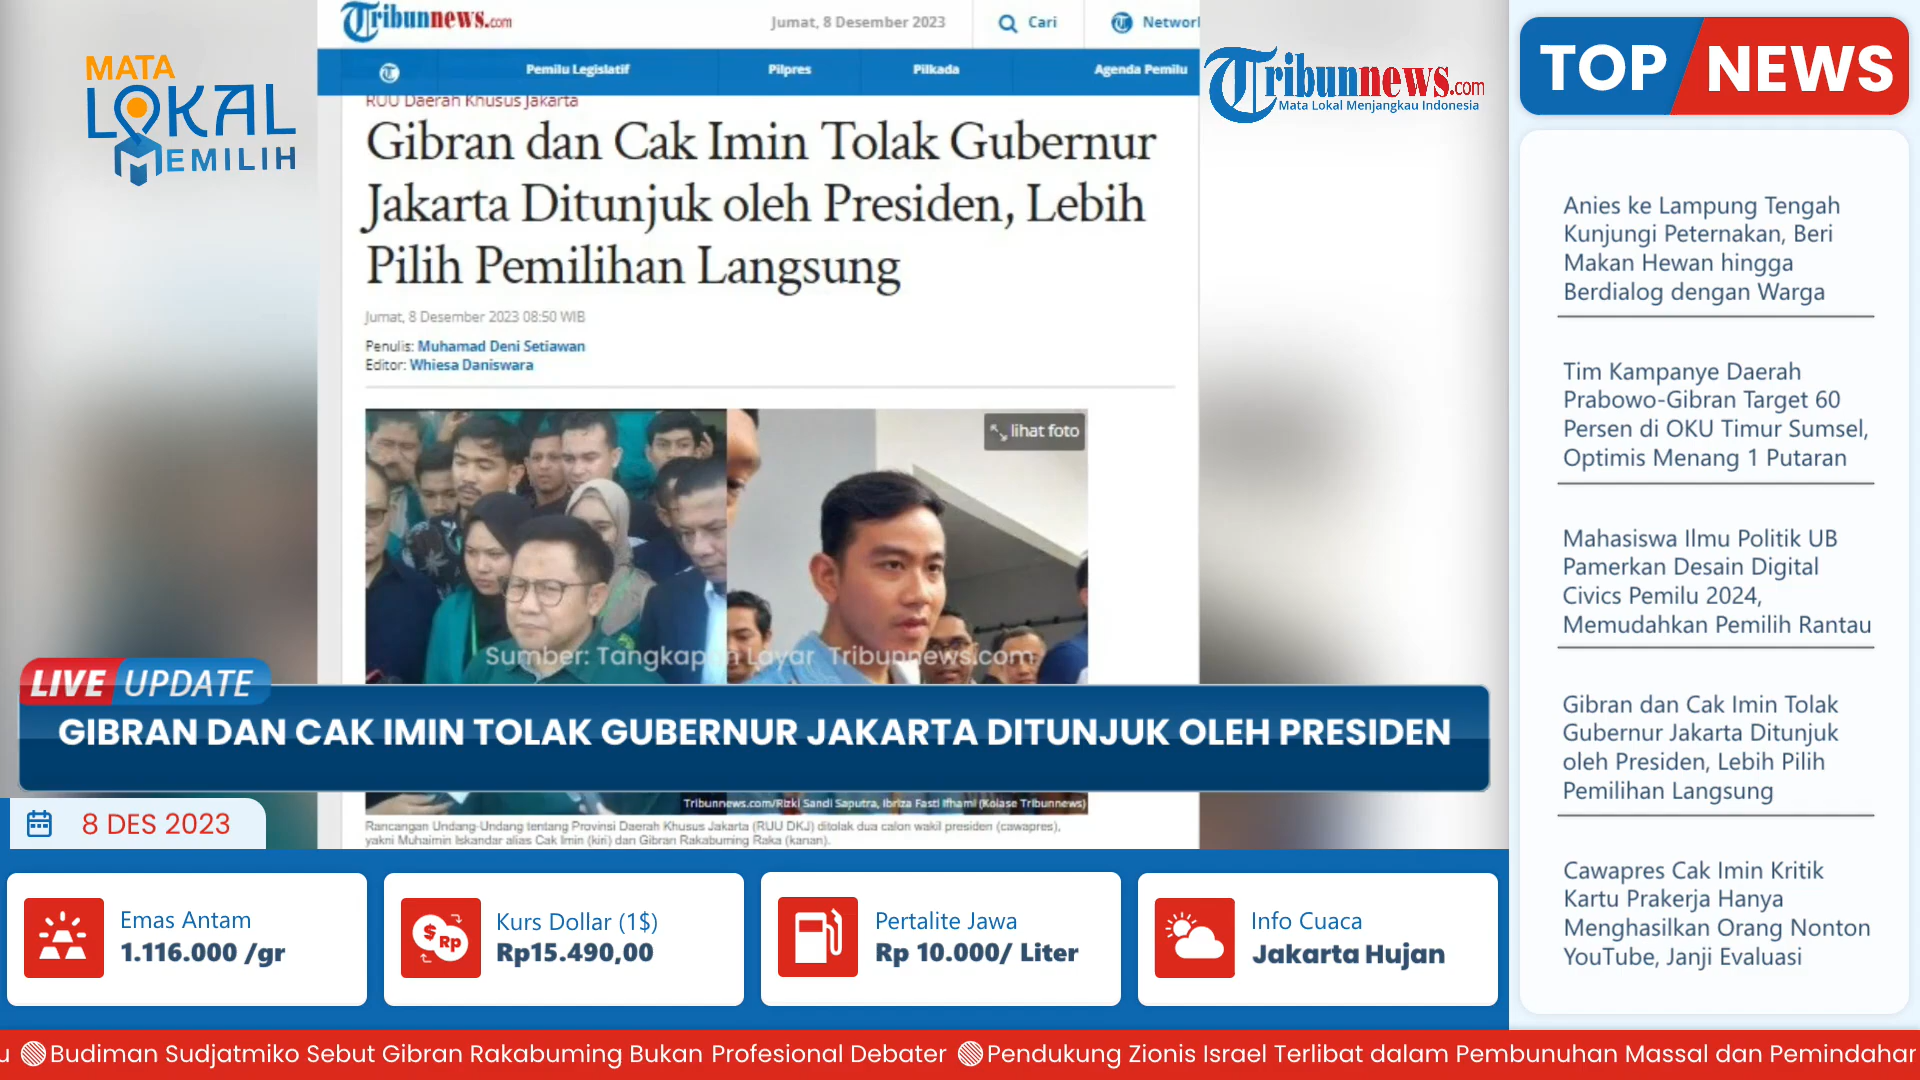 MATA
LOKAL
MEMILIH
Tribunnews.com
Jumat, 8 Desember 2023
Cari
Network
Pemilu Legislatif
Pilpres
Pilkada
Agenda Pemilu
RUU Daerah Khusus Jakarta
Gibran dan Cak Imin Tolak Gubernur
Jakarta Ditunjuk oleh Presiden, Lebih
Pilih Pemilihan Langsung
Jumat, 8 Desember 2023 08:50 WIB
Penulis: Muhamad Deni Setiawan
Editor: Whiesa Daniswara
lihat foto
Sumber: Tangkapan Layar Tribunnews.com
Tribunnews.com
Mata Lokal Menjangkau Indonesia
LIVE UPDATE
GIBRAN DAN CAK IMIN TOLAK GUBERNUR JAKARTA DITUNJUK OLEH PRESIDEN
Tribunnews.com/Rizki Sandi Saputra, Ibriza Fasti Ifhami (Kolase Tribunnews)
Rancangan Undang-Undang tentang Provinsi Daerah Khusus Jakarta (RUU DKJ) ditolak dua calon wakil presiden (cawapres),
yakni Muhaimin Iskandar alias Cak Imin (kiri) dan Gibran Rakabuming Raka (kanan).
8 DES 2023
Emas Antam
1.116.000 /gr
Kurs Dollar (1$)
Rp15.490,00
Pertalite Jawa
Rp 10.000/ Liter
Info Cuaca
Jakarta Hujan
TOP NEWS
Anies ke Lampung Tengah
Kunjungi Peternakan, Beri
Makan Hewan hingga
Berdialog dengan Warga
Tim Kampanye Daerah
Prabowo-Gibran Target 60
Persen di OKU Timur Sumsel,
Optimis Menang 1 Putaran
Mahasiswa Ilmu Politik UB
Pamerkan Desain Digital
Civics Pemilu 2024,
Memudahkan Pemilih Rantau
Gibran dan Cak Imin Tolak
Gubernur Jakarta Ditunjuk
oleh Presiden, Lebih Pilih
Pemilihan Langsung
Cawapres Cak Imin Kritik
Kartu Prakerja Hanya
Menghasilkan Orang Nonton
YouTube, Janji Evaluasi
u Budiman Sudjatmiko Sebut Gibran Rakabuming Bukan Profesional Debater Pendukung Zionis Israel Terlibat dalam Pembunuhan Massal dan Pemindahar